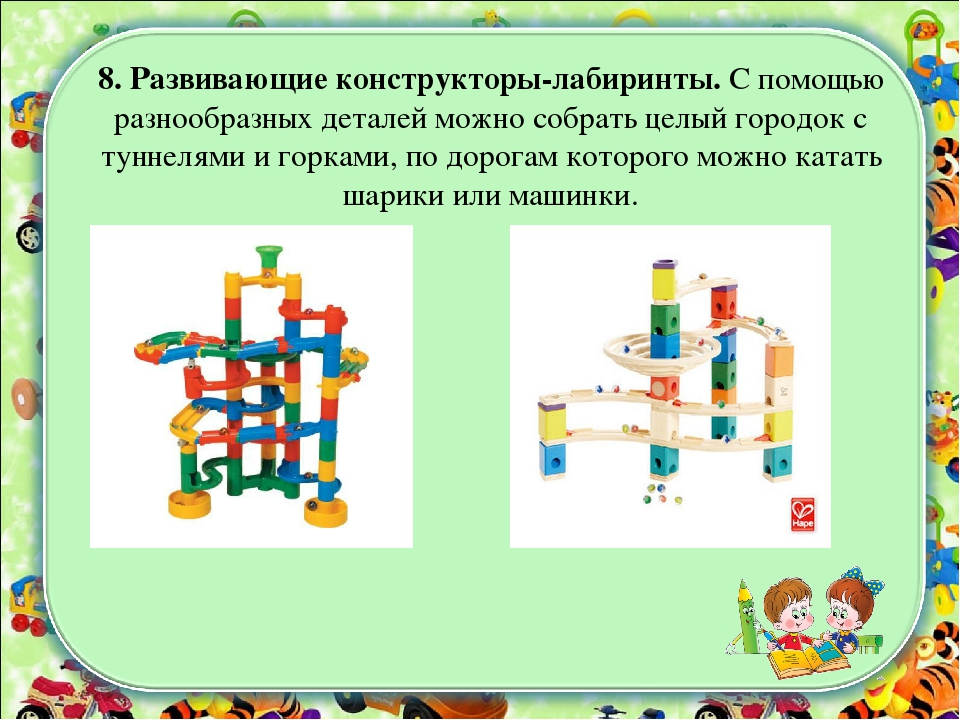 8. Развивающие конструкторы-лабиринты. С помощью
разнообразных деталей можно собрать целый городок с
туннелями и горками, по дорогам которого можно катать
шарики или машинки.
Hape